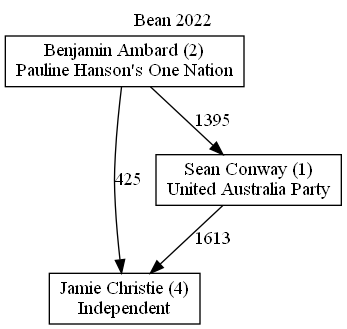 Bean 2022
Benjamin Ambard (2)
Pauline Hanson's One Nation
1395
Sean Conway (1)
United Australia Party
425
1613
Jamie Christie (4)
Independent